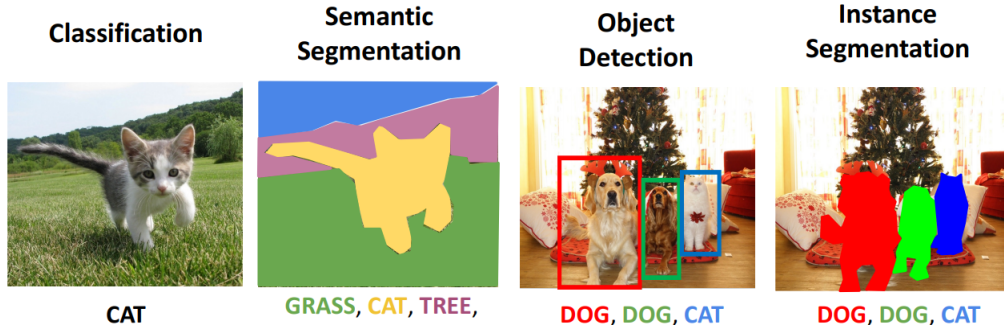 Classification
Semantic
Segmentation
Object
Detection
Instance
Segmentation
CAT
GRASS, CAT, TREE,
DOG, DOG, CAT
DOG, DOG, CAT